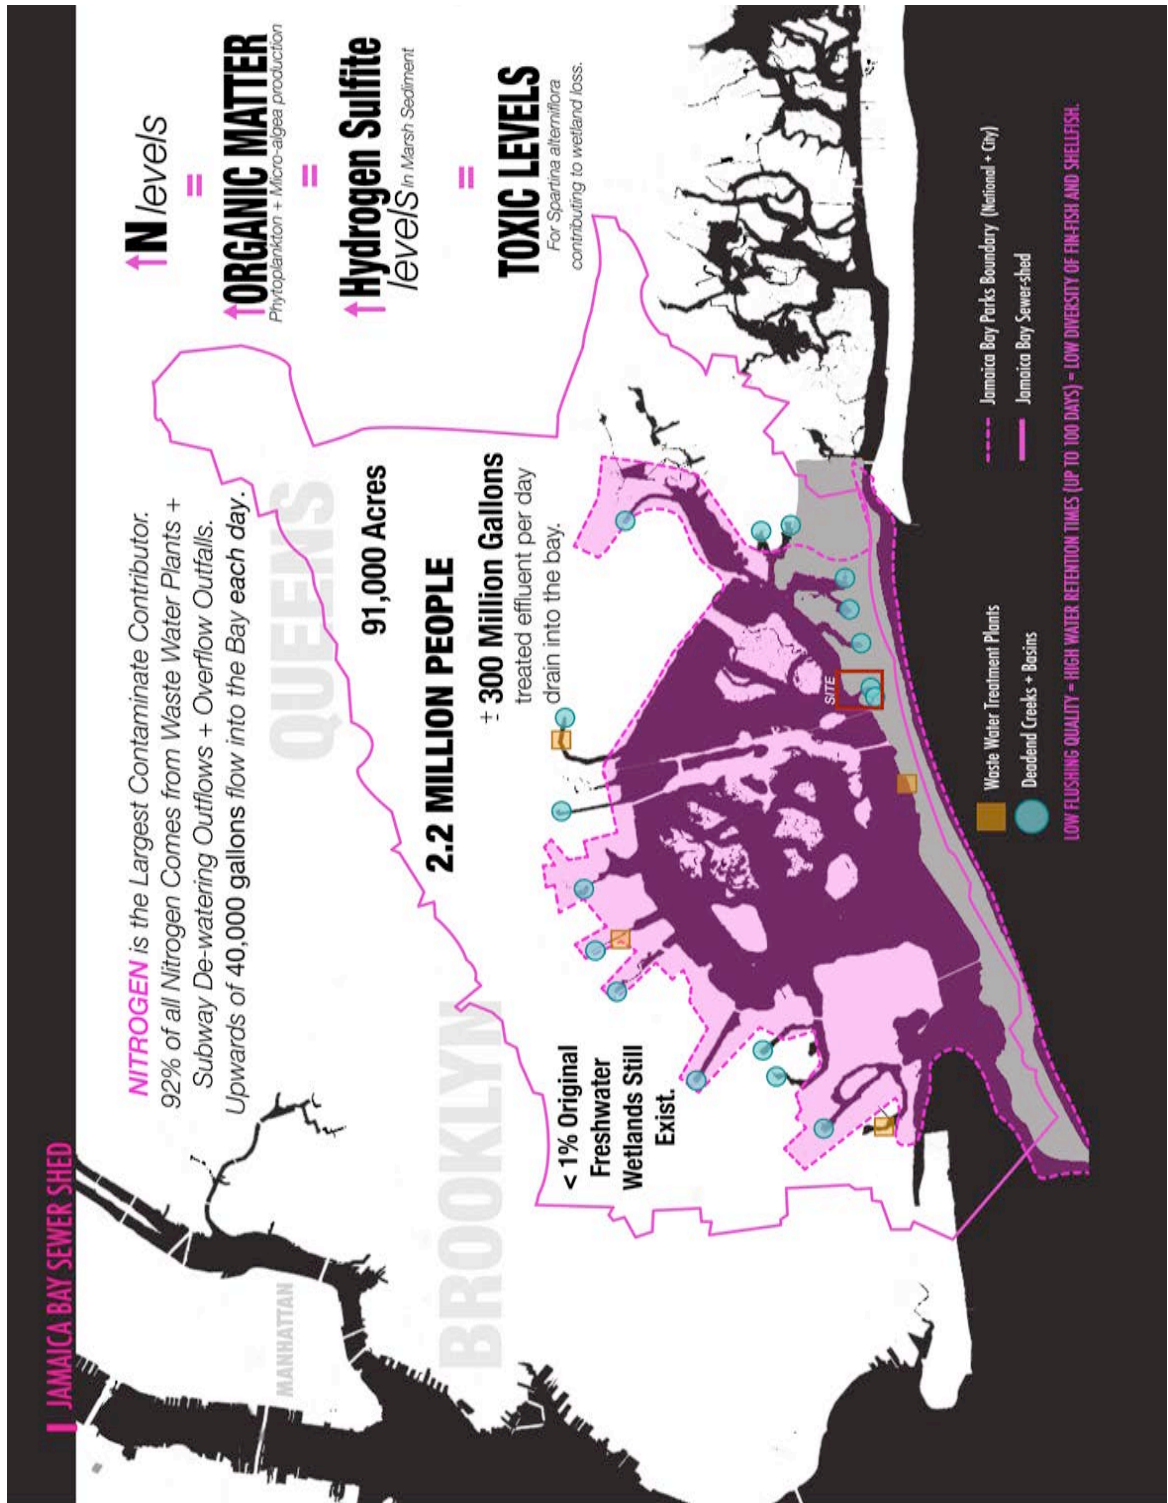 JAMAICA BAY SEWER SHED
NITROGEN is the Largest Contaminate Contributor.
92% of all Nitrogen Comes from Waste Water Plants +
Subway De-watering Outflows + Overflow Outfalls.
Upwards of 40,000 gallons flow into the Bay each day.
↑N levels
=
↑ORGANIC MATTER
Phytoplankton + Micro-algea production
=
↑Hydrogen Sulfite
levels In Marsh Sediment
=
TOXIC LEVELS
For Spartina alterniflora
contributing to wetland loss.
MANHATTAN
QUEENS
BROOKLYN
91,000 Acres
2.2 MILLION PEOPLE
± 300 Million Gallons
treated effluent per day
drain into the bay.
< 1% Original
Freshwater
Wetlands Still
Exist.
SITE
Waste Water Treatment Plants
Deadend Creeks + Basins
Jamaica Bay Parks Boundary (National + City)
Jamaica Bay Sewer-shed
LOW FLUSHING QUALITY = HIGH WATER RETENTION TIMES (UP TO 100 DAYS) = LOW DIVERSITY OF FIN-FISH AND SHELLFISH.